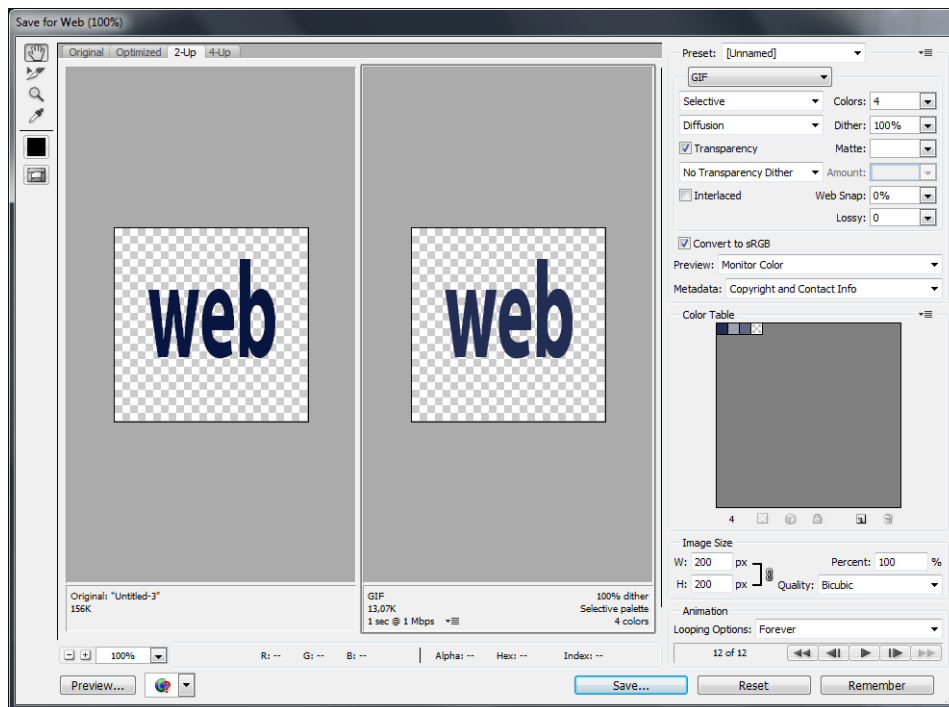 Save for Web (100%)
Original Optimized 2-Up 4-Up
web
web
Original: "Untitled-3"
156K
GIF 100% dither
13,07K Selective palette
1 sec @ 1 Mbps 4 colors
100% R: -- G: -- B: -- Alpha: -- Hex: -- Index: --
Preview... Save... Reset Remember
Preset: [Unnamed]
GIF
Selective Colors: 4
Diffusion Dither: 100%
Transparency Matte:
No Transparency Dither Amount:
Interlaced Web Snap: 0%
Lossy: 0
Convert to sRGB
Preview: Monitor Color
Metadata: Copyright and Contact Info
Color Table
4
Image Size
W: 200 px Percent: 100 %
H: 200 px Quality: Bicubic
Animation
Looping Options: Forever
12 of 12